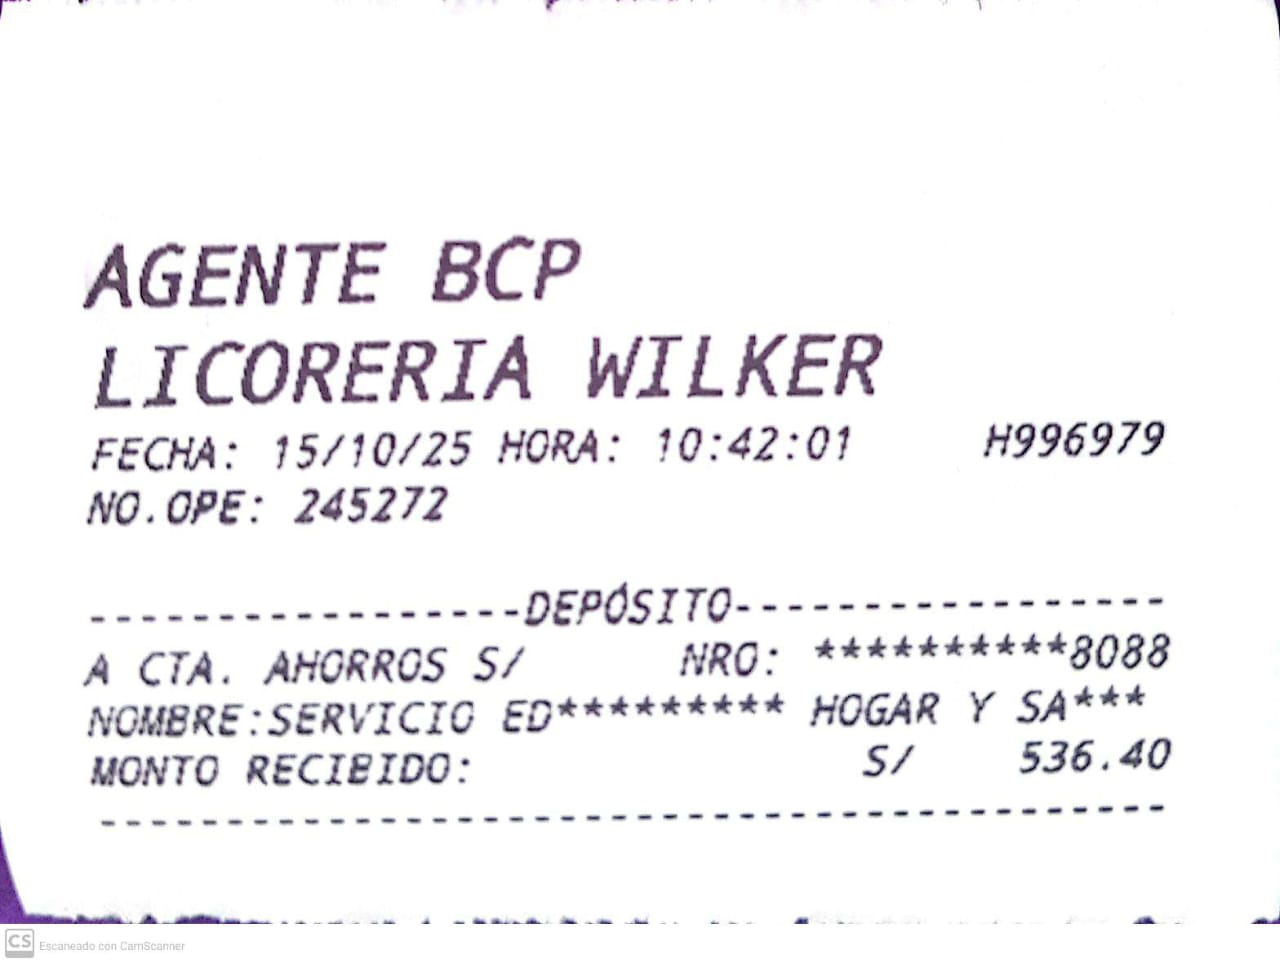 AGENTE BCP
LICORERIA WILKER
FECHA: 15/10/25 HORA: 10:42:01 H996979
NO.OPE: 245272
-----------------DEPÓSITO-----------------
A CTA. AHORROS S/ NRO: **********8088
NOMBRE:SERVICIO ED********* HOGAR Y SA***
MONTO RECIBIDO: S/ 536.40
------------------------------------------
CS Escaneado con CamScanner